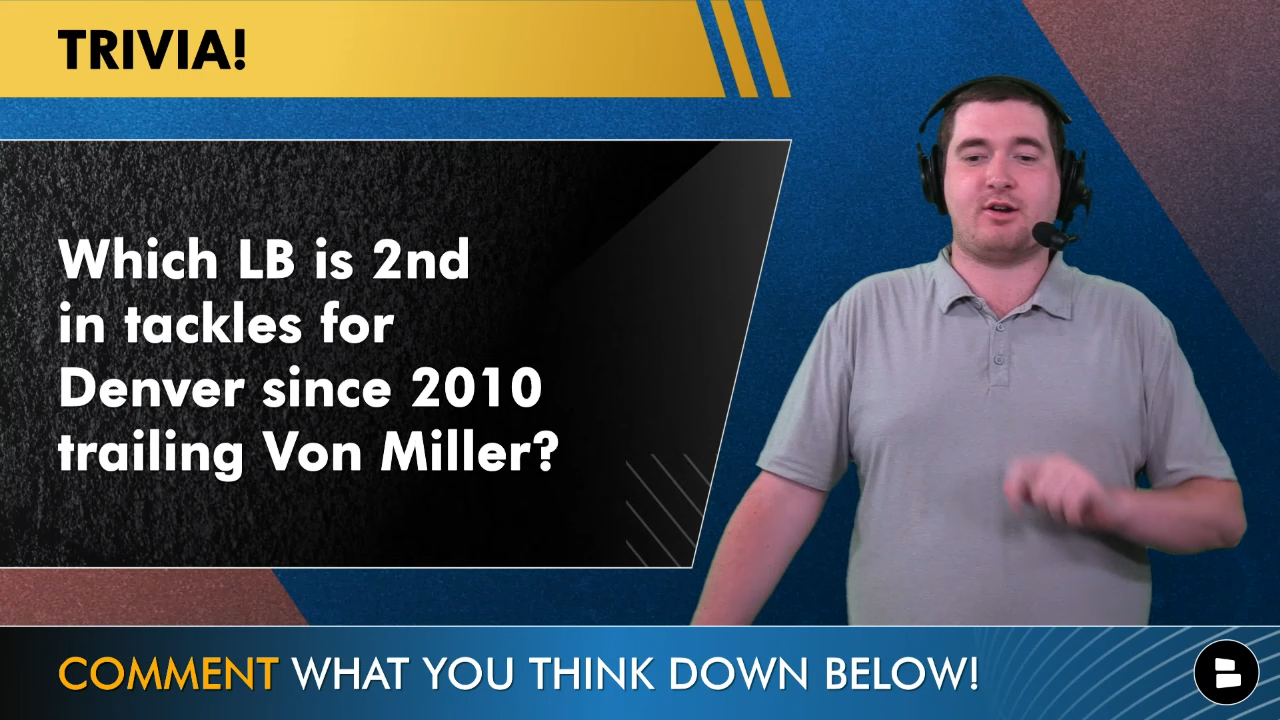 TRIVIA!
Which LB is 2nd
in tackles for
Denver since 2010
trailing Von Miller?
COMMENT WHAT YOU THINK DOWN BELOW!